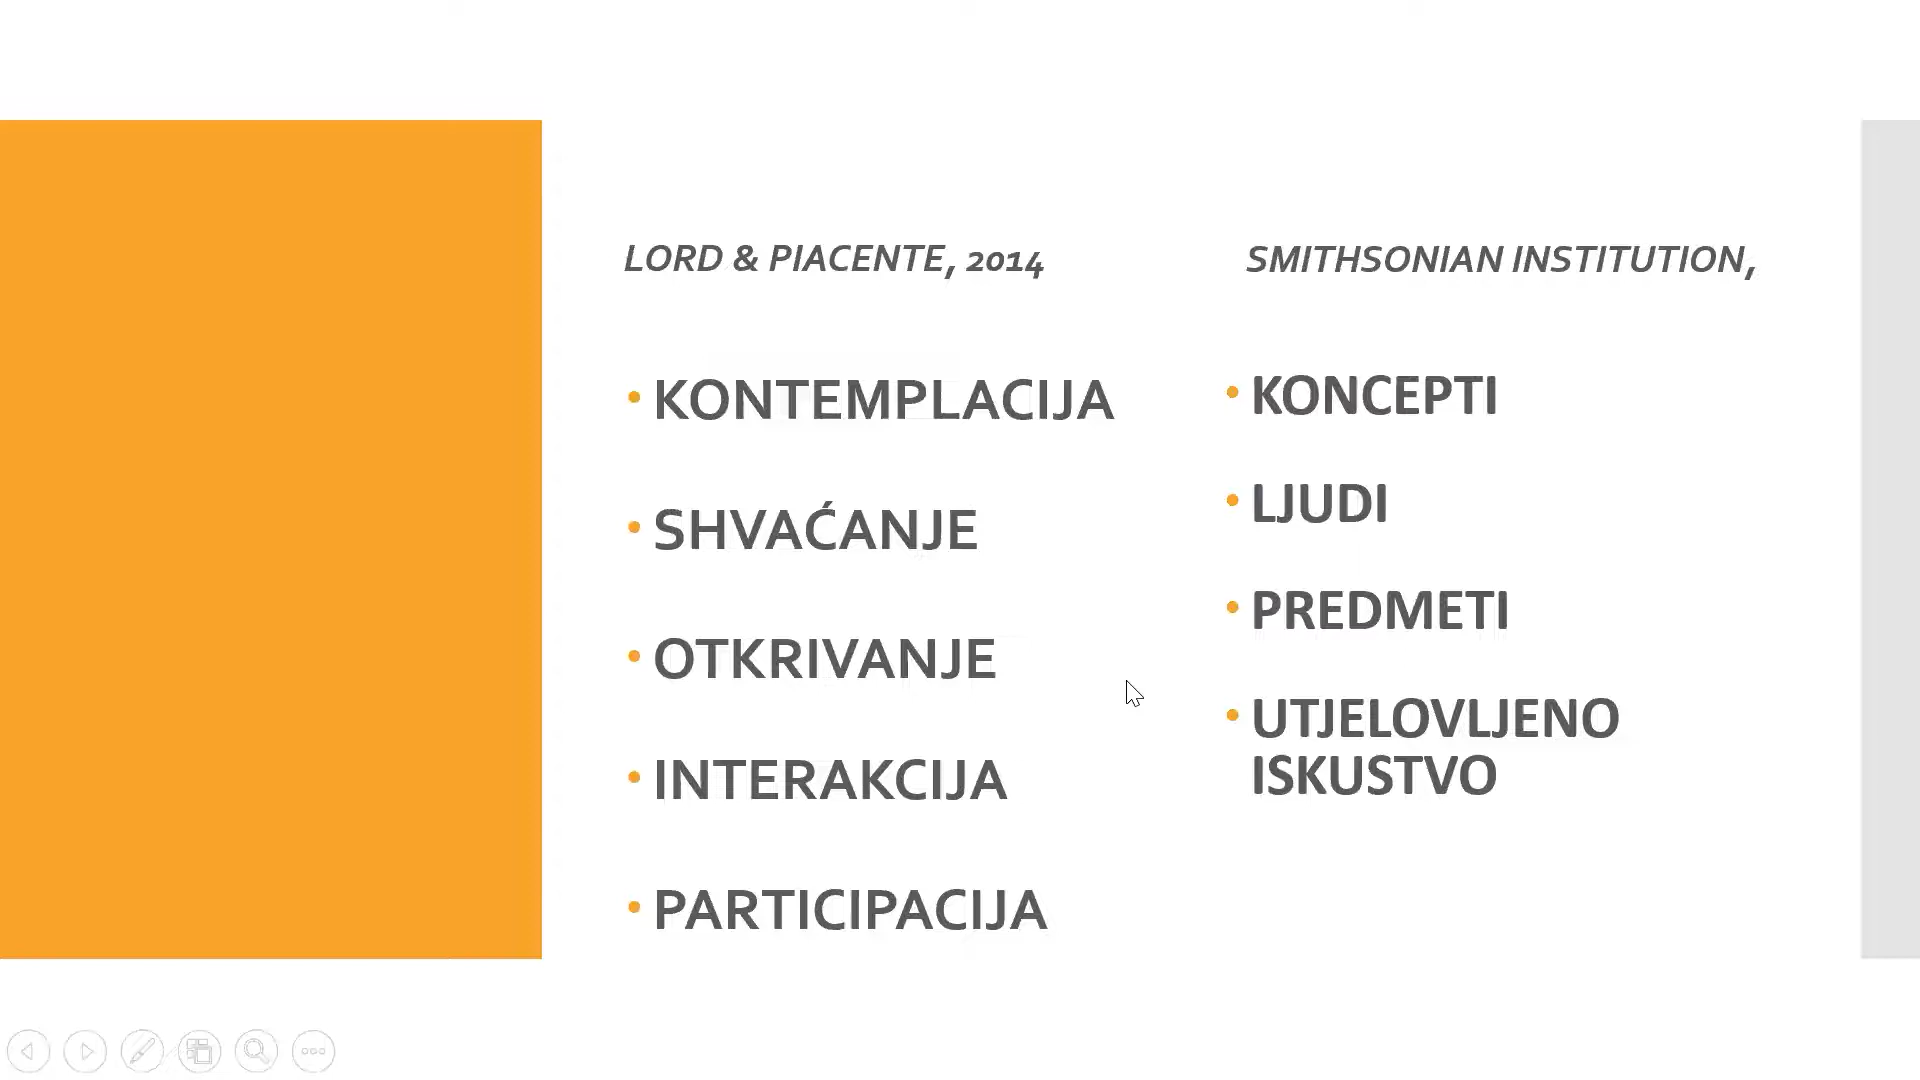 LORD & PIACENTE, 2014
• KONTEMPLACIJA
• SHVAĆANJE
• OTKRIVANJE
• INTERAKCIJA
• PARTICIPACIJA
SMITHSONIAN INSTITUTION,
• KONCEPTI
• LJUDI
• PREDMETI
• UTJELOVLJENO
ISKUSTVO